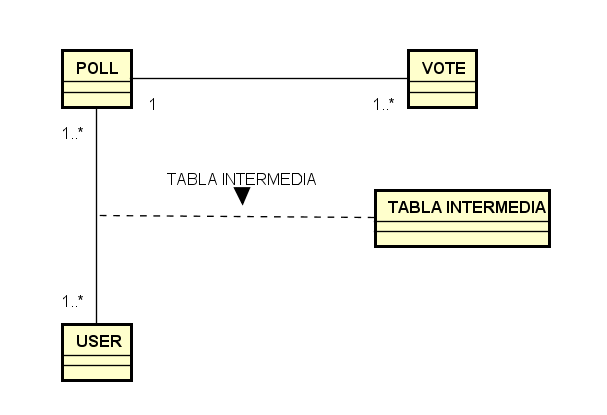 POLL
VOTE
1
1..*
1..*
TABLA INTERMEDIA
TABLA INTERMEDIA
1..*
USER